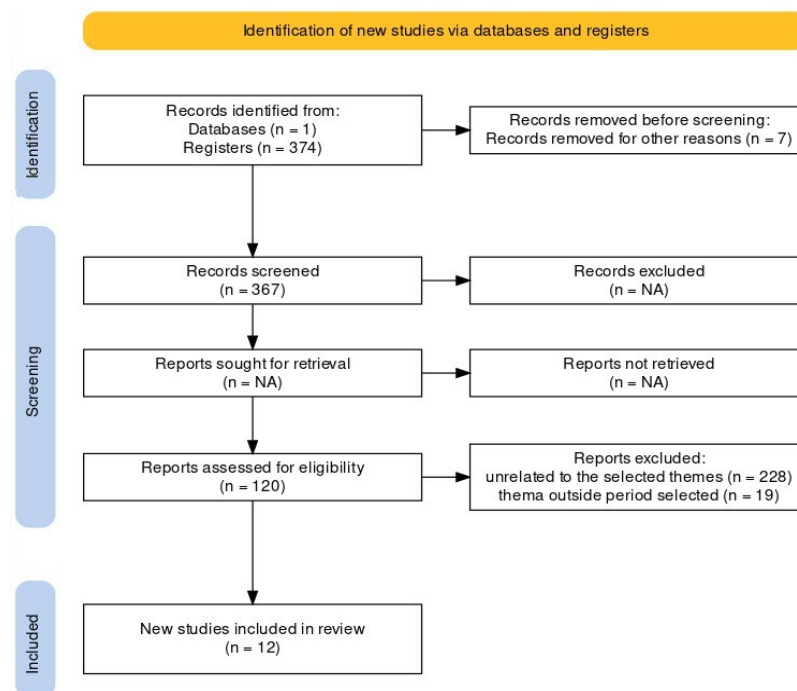 Identification of new studies via databases and registers
Identification
Records identified from:
Databases (n = 1)
Registers (n = 374)
Records removed before screening:
Records removed for other reasons (n = 7)
Screening
Records screened
(n = 367)
Records excluded
(n = NA)
Reports sought for retrieval
(n = NA)
Reports not retrieved
(n = NA)
Reports assessed for eligibility
(n = 120)
Reports excluded:
unrelated to the selected themes (n = 228)
thema outside period selected (n = 19)
Included
New studies included in review
(n = 12)